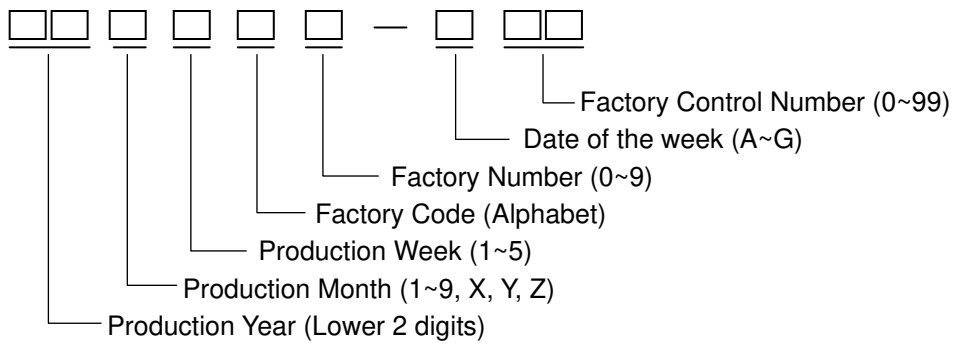 Factory Control Number (0~99)
Date of the week (A~G)
Factory Number (0~9)
Factory Code (Alphabet)
Production Week (1~5)
Production Month (1~9, X, Y, Z)
Production Year (Lower 2 digits)